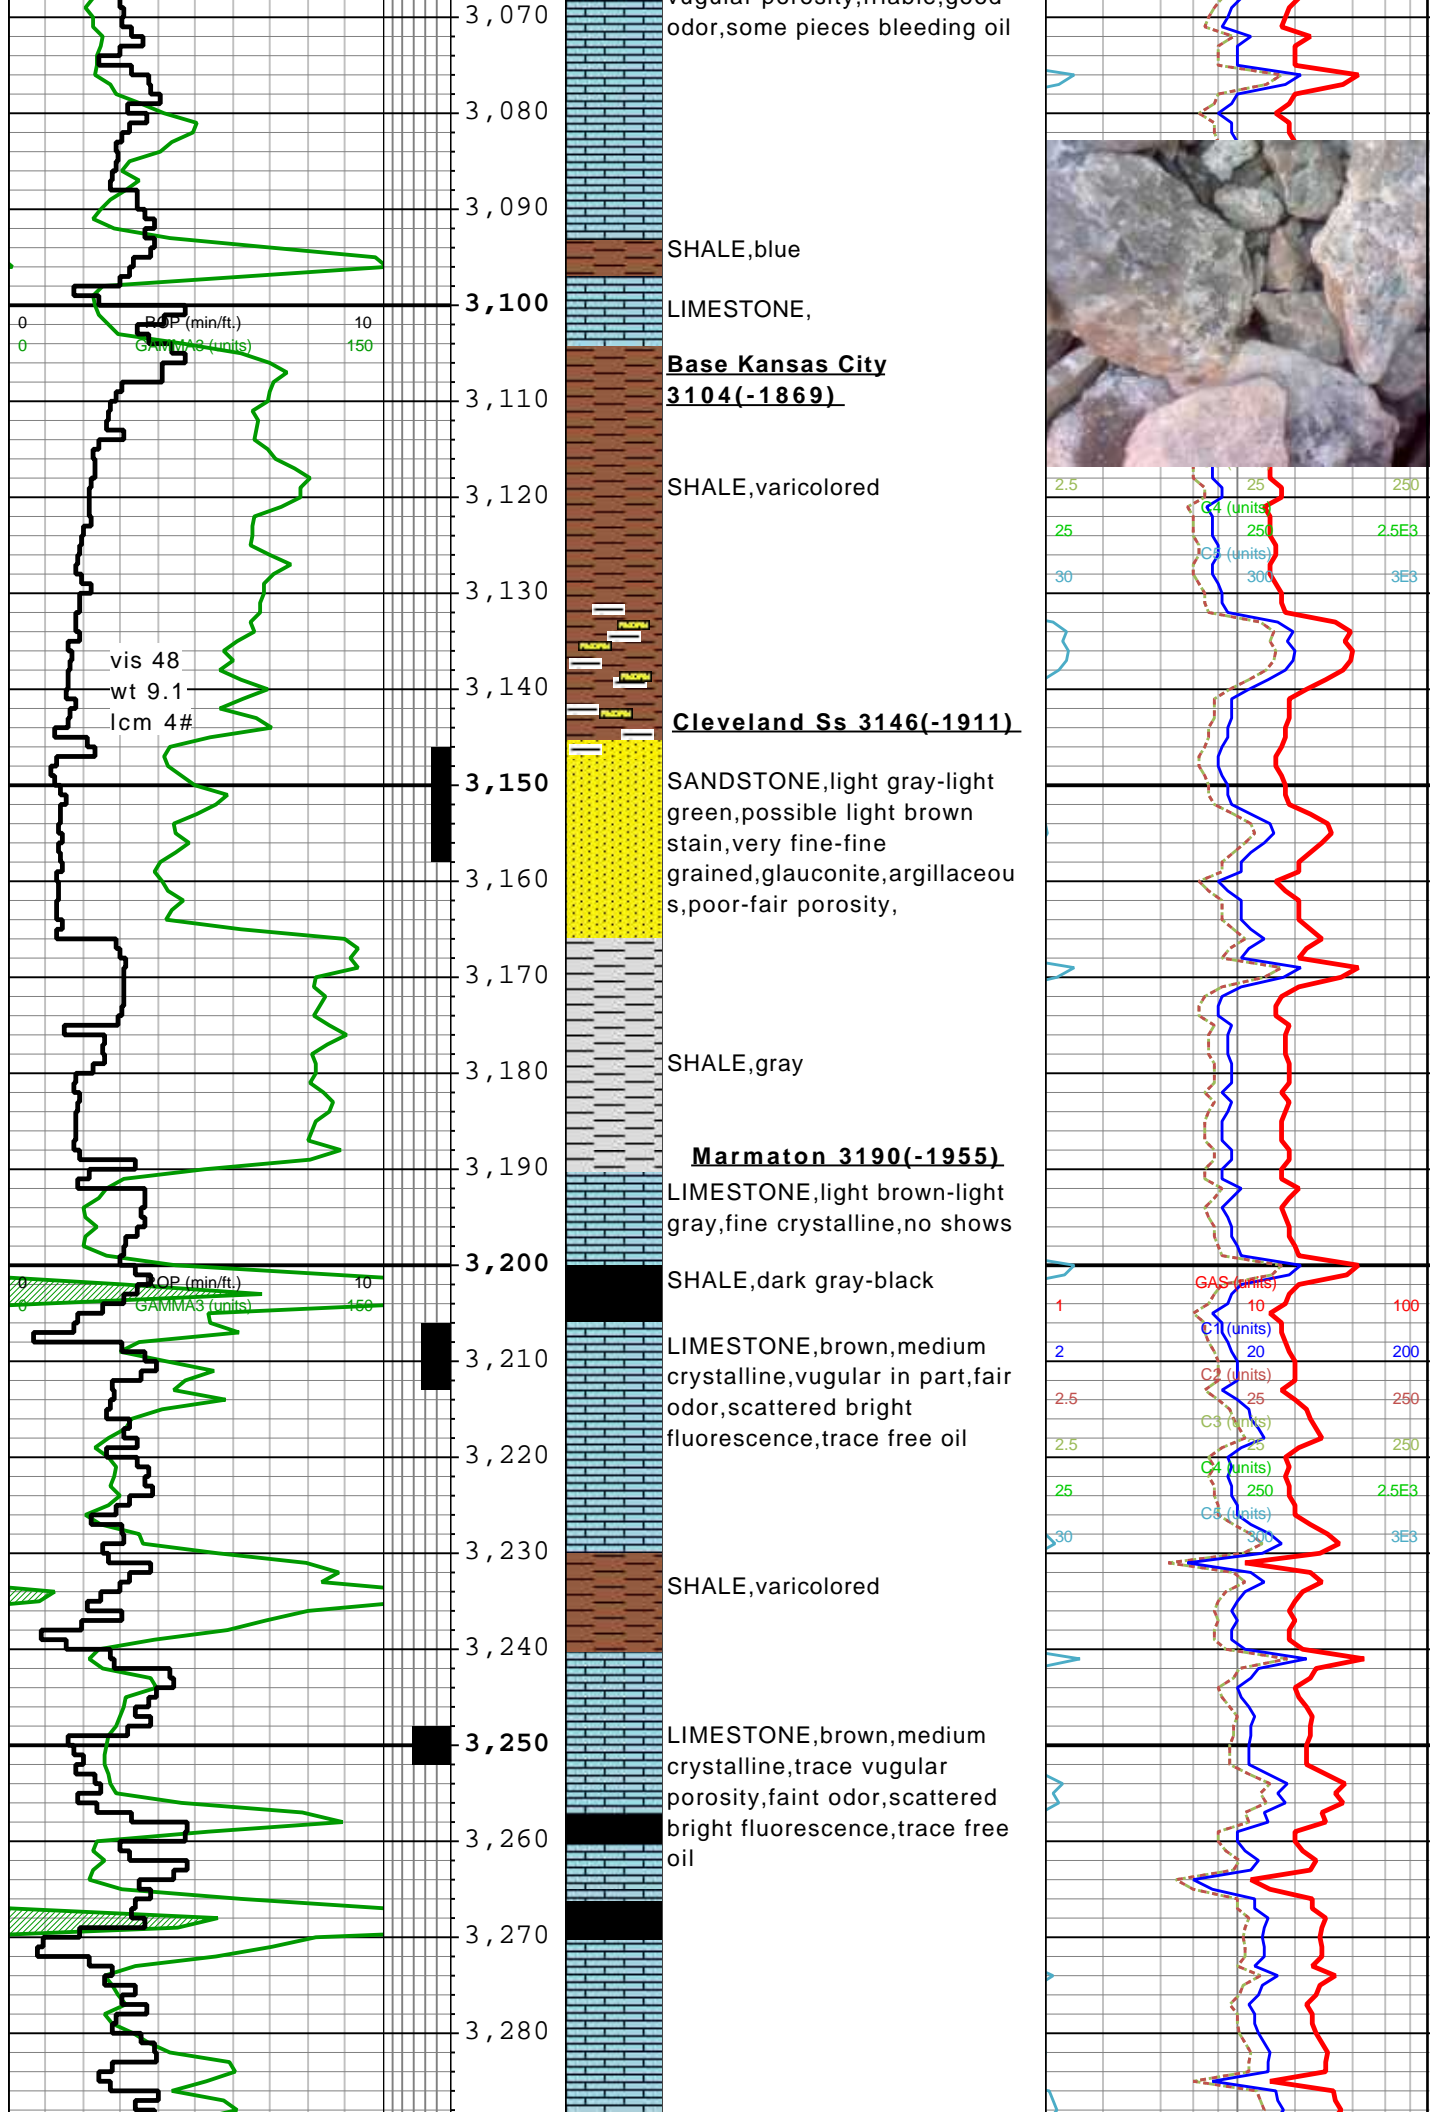 vugular porosity,friable,good
odor,some pieces bleeding oil
3,070
3,080
3,090
SHALE,blue
3,100
LIMESTONE,
0 ROP (min/ft.) 10
0 GAMMA3 (units) 150
Base Kansas City
3104(-1869)
3,110
SHALE,varicolored
3,120
2.5 25 250
C4 (units)
25 250 2.5E3
C5 (units)
30 300 3E3
3,130
vis 48
wt 9.1
lcm 4#
3,140
Cleveland Ss 3146(-1911)
3,150
SANDSTONE,light gray-light
green,possible light brown
stain,very fine-fine
grained,glauconite,argillaceou
s,poor-fair porosity,
3,160
3,170
SHALE,gray
3,180
Marmaton 3190(-1955)
3,190
LIMESTONE,light brown-light
gray,fine crystalline,no shows
3,200
SHALE,dark gray-black
0 ROP (min/ft.) 10
0 GAMMA3 (units) 150
GAS (units)
1 10 100
C1 (units)
2 20 200
C2 (units)
2.5 25 250
C3 (units)
2.5 25 250
C4 (units)
25 250 2.5E3
C5 (units)
30 300 3E3
3,210
LIMESTONE,brown,medium
crystalline,vugular in part,fair
odor,scattered bright
fluorescence,trace free oil
3,220
3,230
SHALE,varicolored
3,240
3,250
LIMESTONE,brown,medium
crystalline,trace vugular
porosity,faint odor,scattered
bright fluorescence,trace free
oil
3,260
3,270
3,280